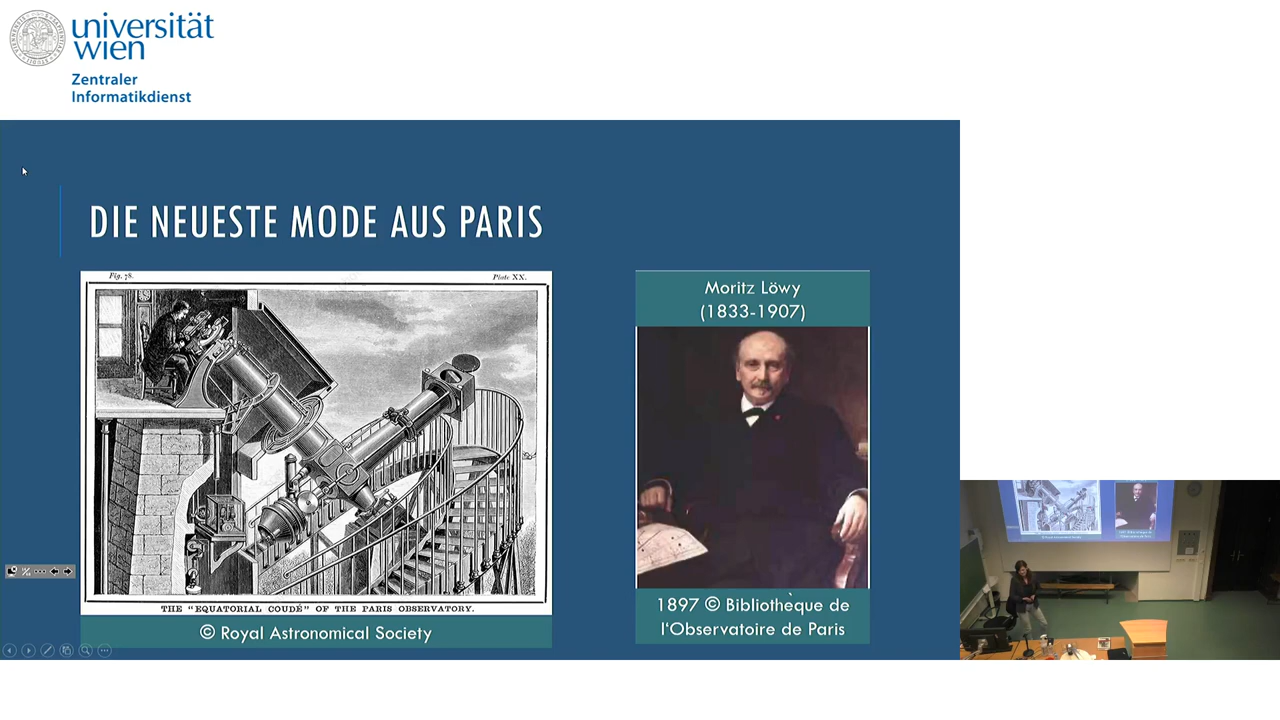 universität
wien
Zentraler
Informatikdienst
DIE NEUESTE MODE AUS PARIS
Fig. 78.
Plate XX.
THE "EQUATORIAL COUDÉ" OF THE PARIS OBSERVATORY.
© Royal Astronomical Society
Moritz Löwy
(1833-1907)
1897 © Bibliothèque de
l'Observatoire de Paris